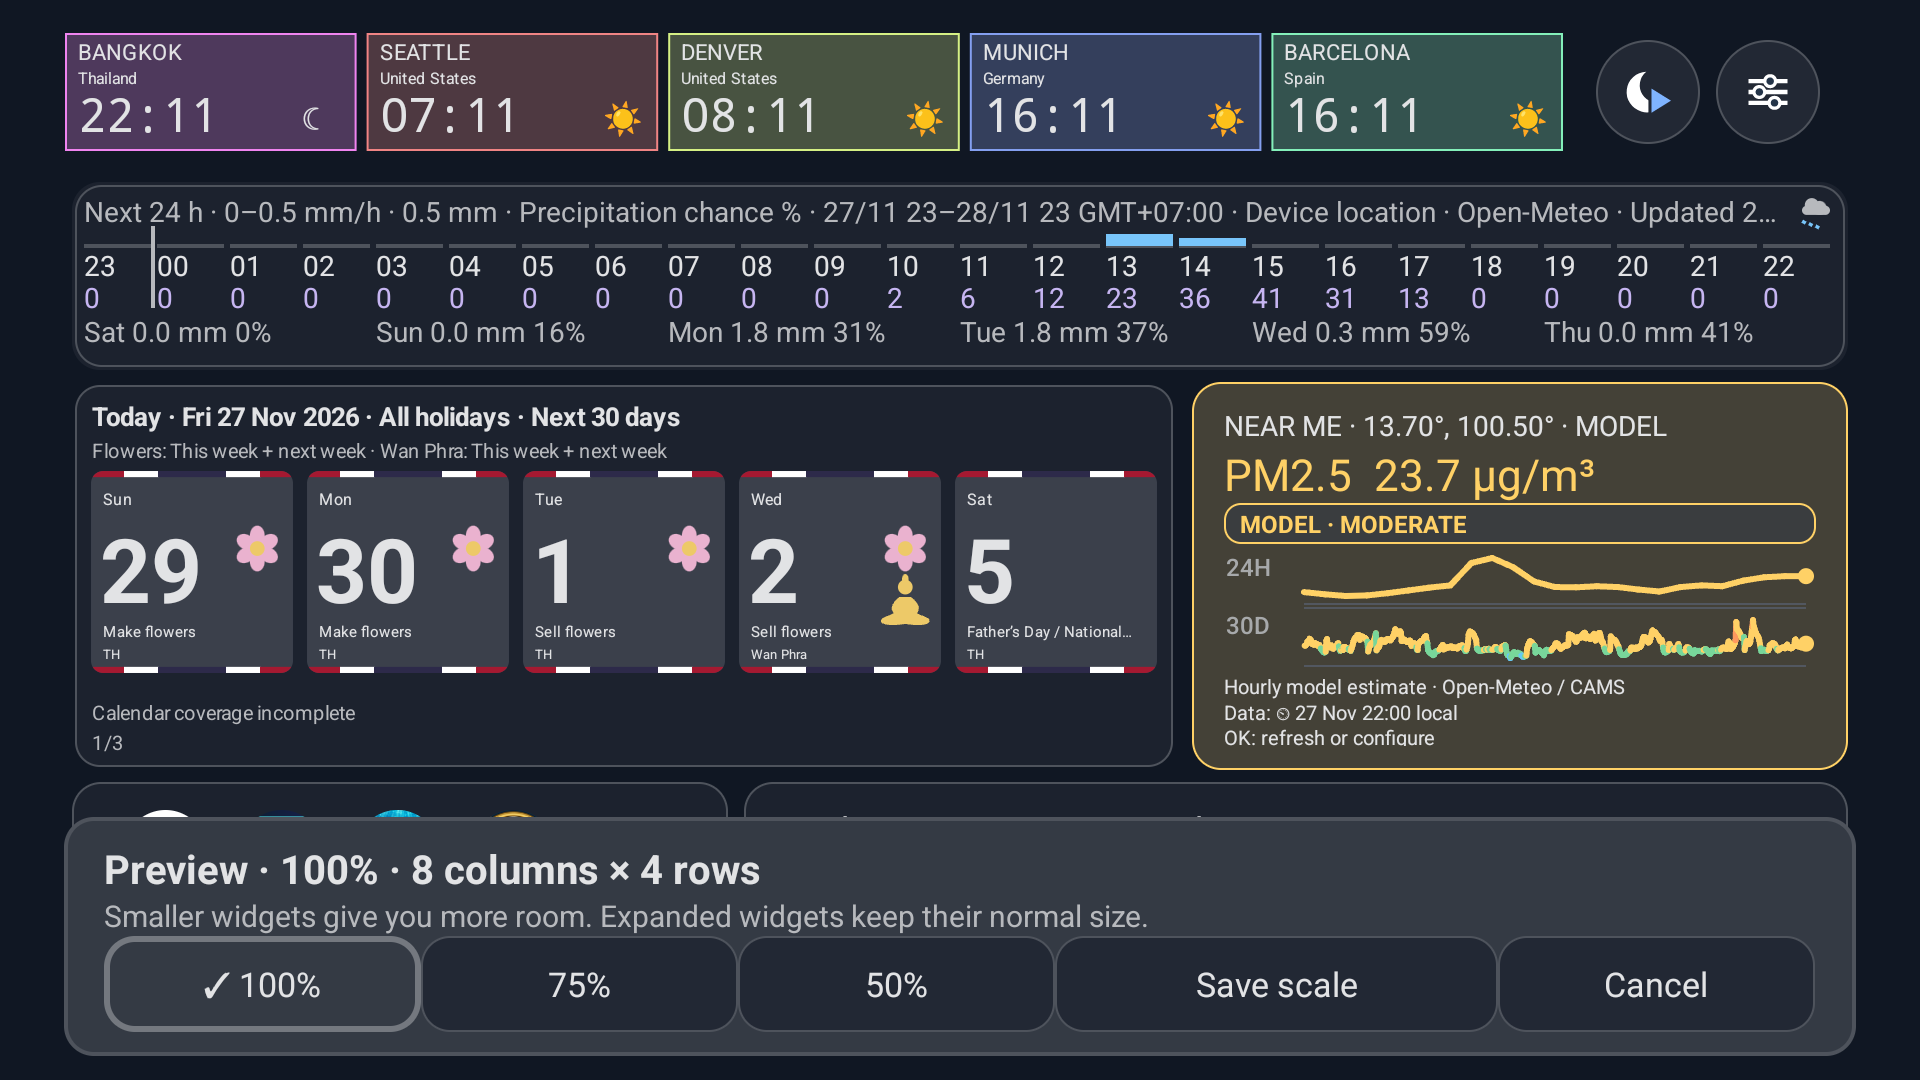 BANGKOK
Thailand
22:11
SEATTLE
United States
07:11
DENVER
United States
08:11
MUNICH
Germany
16:11
BARCELONA
Spain
16:11
Next 24 h · 0–0.5 mm/h · 0.5 mm · Precipitation chance % · 27/11 23–28/11 23 GMT+07:00 · Device location · Open-Meteo · Updated 2...
23 00 01 02 03 04 05 06 07 08 09 10 11 12 13 14 15 16 17 18 19 20 21 22
0 0 0 0 0 0 0 0 0 0 0 2 6 12 23 36 41 31 13 0 0 0 0 0
Sat 0.0 mm 0% Sun 0.0 mm 16% Mon 1.8 mm 31% Tue 1.8 mm 37% Wed 0.3 mm 59% Thu 0.0 mm 41%
Today · Fri 27 Nov 2026 · All holidays · Next 30 days
Flowers: This week + next week · Wan Phra: This week + next week
Sun
29
Make flowers
TH
Mon
30
Make flowers
TH
Tue
1
Sell flowers
TH
Wed
2
Sell flowers
Wan Phra
Sat
5
Father's Day / National...
TH
Calendar coverage incomplete
1/3
NEAR ME · 13.70°, 100.50° · MODEL
PM2.5 23.7 µg/m³
MODEL · MODERATE
24H
30D
Hourly model estimate · Open-Meteo / CAMS
Data: ⏲ 27 Nov 22:00 local
OK: refresh or configure
Preview · 100% · 8 columns × 4 rows
Smaller widgets give you more room. Expanded widgets keep their normal size.
✓ 100%
75%
50%
Save scale
Cancel